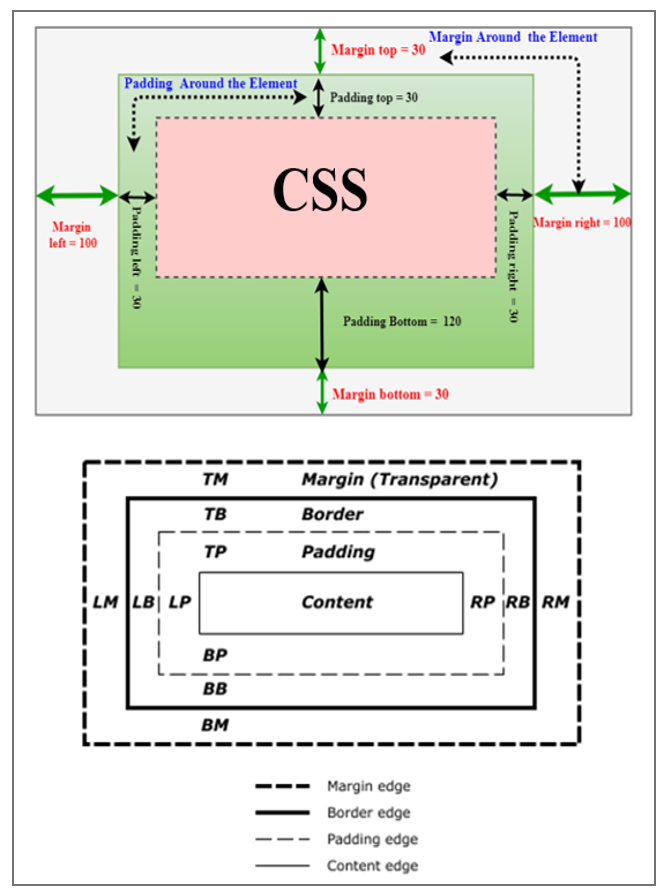 Margin Around the Element
Margin top = 30
Padding Around the Element
Padding top = 30
CSS
Margin
left = 100
Padding left = 30
Padding right = 30
Margin right = 100
Padding Bottom = 120
Margin bottom = 30
TM Margin (Transparent)
TB Border
TP Padding
LM LB LP Content RP RB RM
BP
BB
BM
Margin edge
Border edge
Padding edge
Content edge